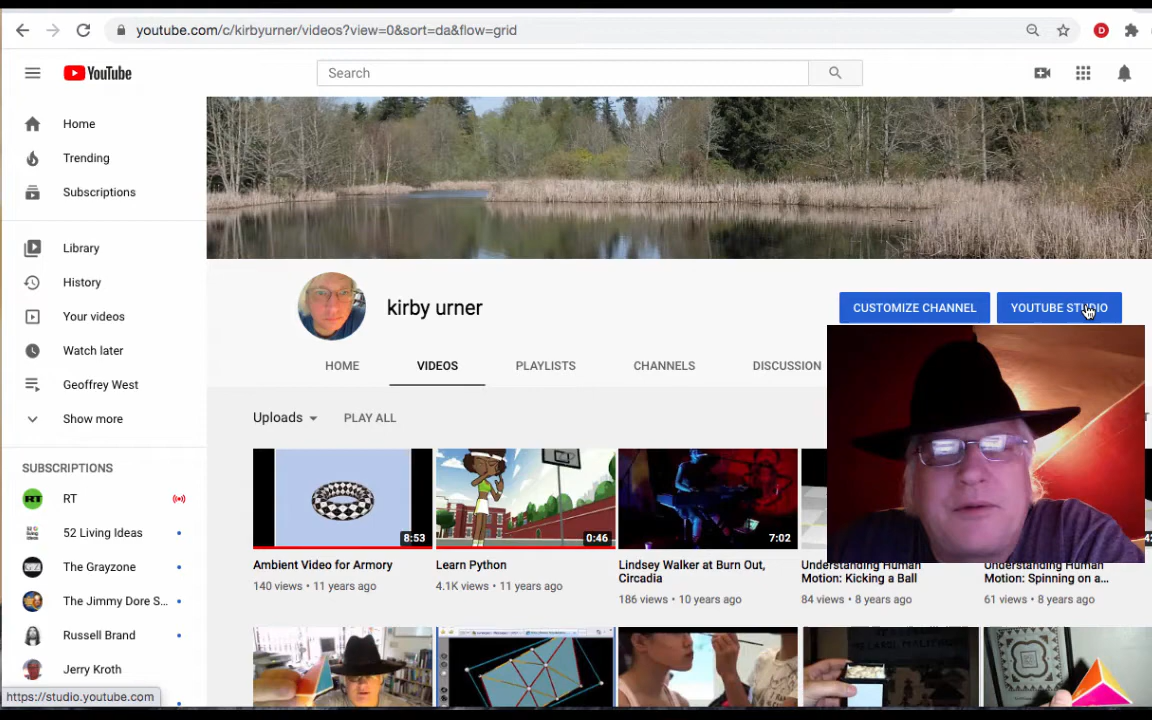 youtube.com/c/kirbyurner/videos?view=0&sort=da&flow=grid
YouTube
Search
Home
Trending
Subscriptions
Library
History
Your videos
Watch later
Geoffrey West
Show more
SUBSCRIPTIONS
RT
52 Living Ideas
The Grayzone
The Jimmy Dore S...
Russell Brand
Jerry Kroth
https://studio.youtube.com
kirby urner
CUSTOMIZE CHANNEL
YOUTUBE STUDIO
HOME
VIDEOS
PLAYLISTS
CHANNELS
DISCUSSION
Uploads
PLAY ALL
8:53
0:46
7:02
Ambient Video for Armory
140 views • 11 years ago
Learn Python
4.1K views • 11 years ago
Lindsey Walker at Burn Out,
Circadia
186 views • 10 years ago
Understanding Human
Motion: Kicking a Ball
84 views • 8 years ago
Understanding Human
Motion: Spinning on a...
61 views • 8 years ago